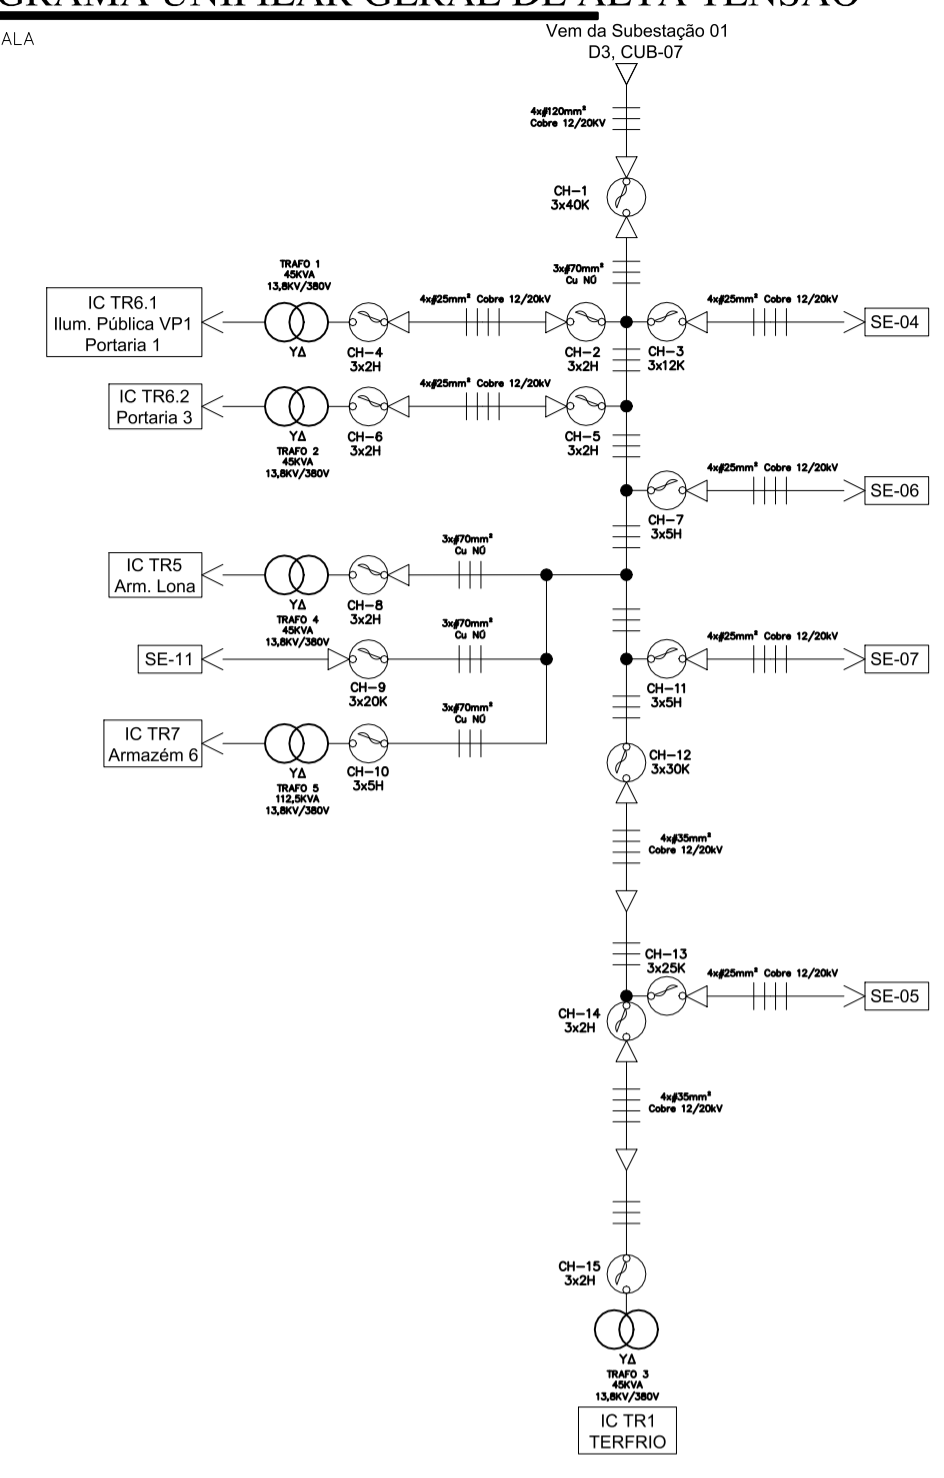 GRAMA UNIFILAR GERAL DE ALTA TENSÃO
ALA
Vem da Subestação 01
D3, CUB-07
4x#120mm²
Cobre 12/20KV
CH-1
3x40K
3x#70mm²
Cu NÚ
TRAFO 1
45KVA
13,8KV/380V
IC TR6.1
Ilum. Pública VP1
Portaria 1
YΔ
CH-4
3x2H
4x#25mm² Cobre 12/20kV
CH-2
3x2H
CH-3
3x12K
4x#25mm² Cobre 12/20kV
SE-04
IC TR6.2
Portaria 3
YΔ
TRAFO 2
45KVA
13,8KV/380V
CH-6
3x2H
4x#25mm² Cobre 12/20kV
CH-5
3x2H
CH-7
3x5H
4x#25mm² Cobre 12/20kV
SE-06
IC TR5
Arm. Lona
YΔ
TRAFO 4
45KVA
13,8KV/380V
CH-8
3x2H
3x#70mm²
Cu NÚ
SE-11
CH-9
3x20K
3x#70mm²
Cu NÚ
CH-11
3x5H
4x#25mm² Cobre 12/20kV
SE-07
IC TR7
Armazém 6
YΔ
TRAFO 5
112,5KVA
13,8KV/380V
CH-10
3x5H
3x#70mm²
Cu NÚ
CH-12
3x30K
4x#35mm²
Cobre 12/20kV
CH-13
3x25K
4x#25mm² Cobre 12/20kV
SE-05
CH-14
3x2H
4x#35mm²
Cobre 12/20kV
CH-15
3x2H
YΔ
TRAFO 3
45KVA
13,8KV/380V
IC TR1
TERFRIO